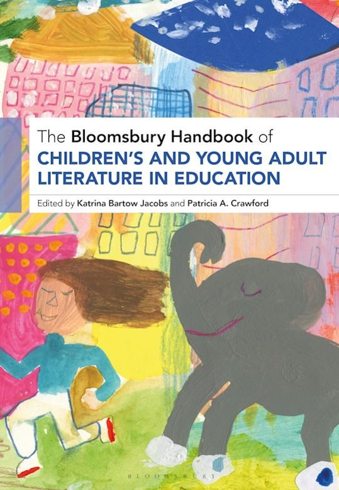 The Bloomsbury Handbook of
CHILDREN'S AND YOUNG ADULT
LITERATURE IN EDUCATION
Edited by Katrina Bartow Jacobs and Patricia A. Crawford
BLOOMSBURY